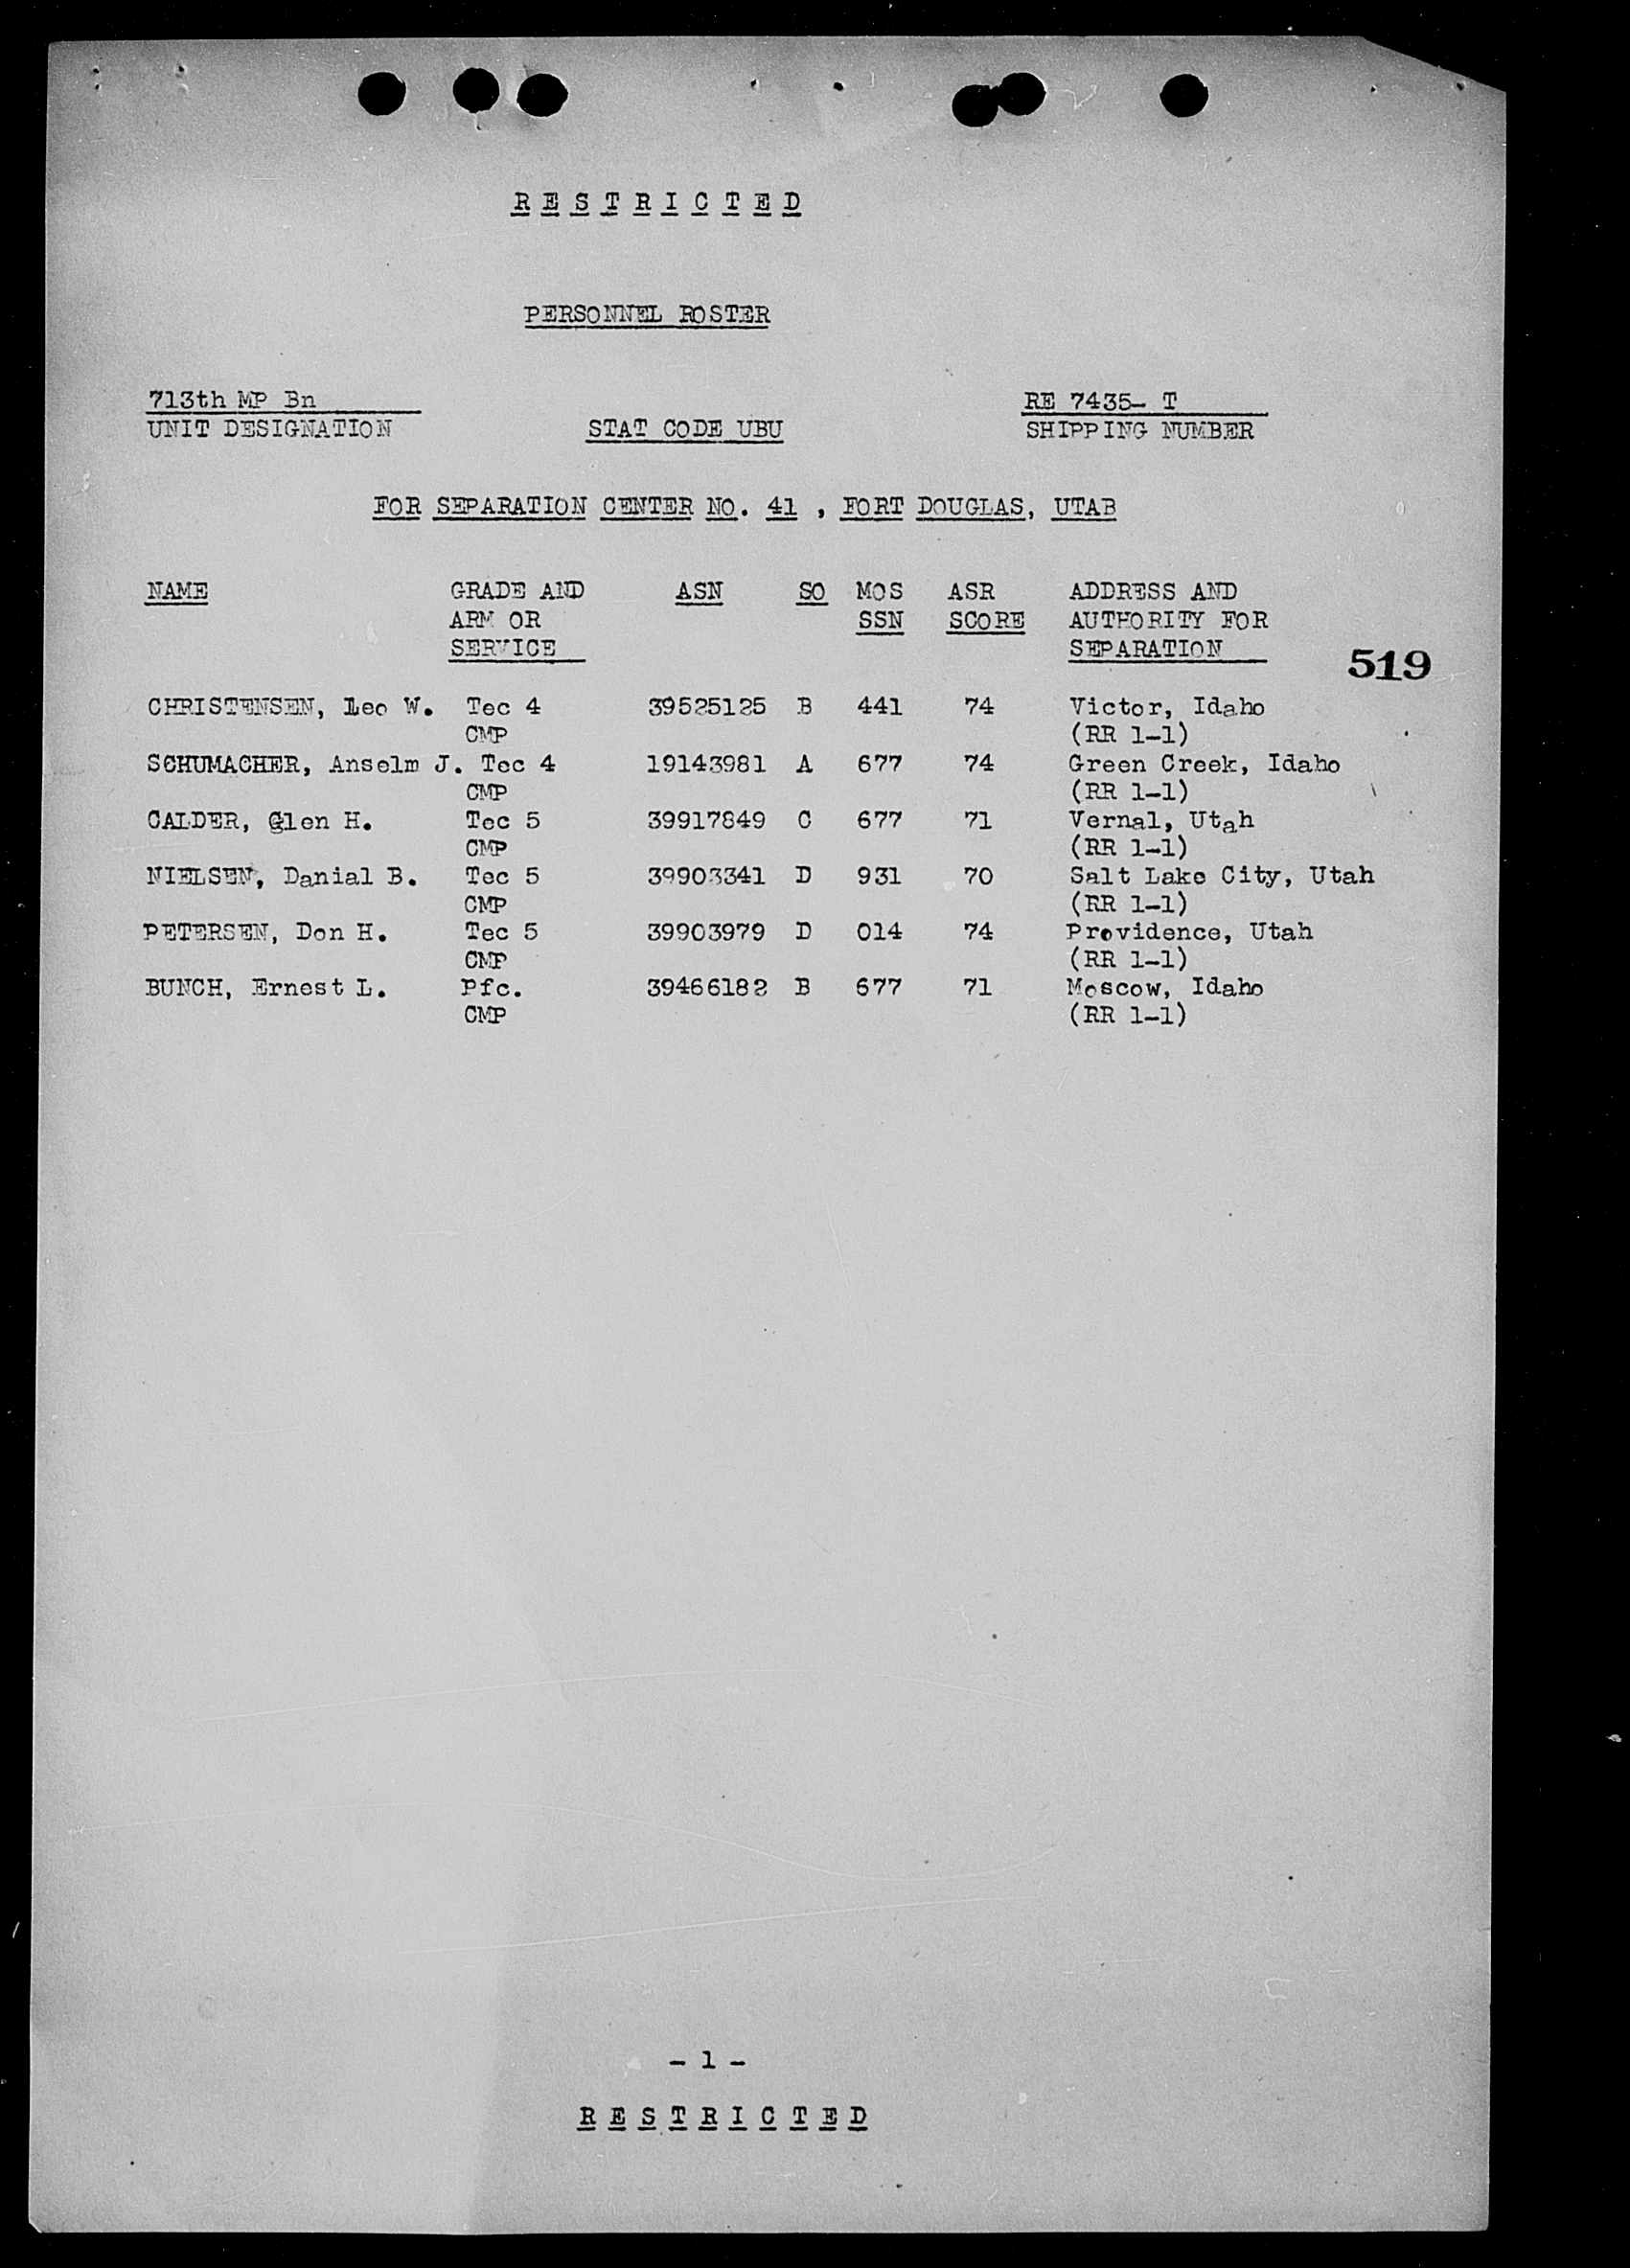 RESTRICTED
PERSONNEL ROSTER
713th MP Bn RE 7435- T
UNIT DESIGNATION STAT CODE UBU SHIPPING NUMBER
FOR SEPARATION CENTER NO. 41 , FORT DOUGLAS, UTAB
NAME GRADE AND ASN SO MOS ASR ADDRESS AND
ARM OR SSN SCORE AUTHORITY FOR
SERVICE SEPARATION
519
CHRISTENSEN, Leo W. Tec 4 39525125 B 441 74 Victor, Idaho
CMP (RR 1-1)
SCHUMACHER, Anselm J. Tec 4 19143981 A 677 74 Green Creek, Idaho
CMP (RR 1-1)
CALDER, Glen H. Tec 5 39917849 C 677 71 Vernal, Utah
CMP (RR 1-1)
NIELSEN, Danial B. Tec 5 39903341 D 931 70 Salt Lake City, Utah
CMP (RR 1-1)
PETERSEN, Don H. Tec 5 39903979 D 014 74 Providence, Utah
CMP (RR 1-1)
BUNCH, Ernest L. Pfc. 39466182 B 677 71 Moscow, Idaho
CMP (RR 1-1)
- 1 -
RESTRICTED